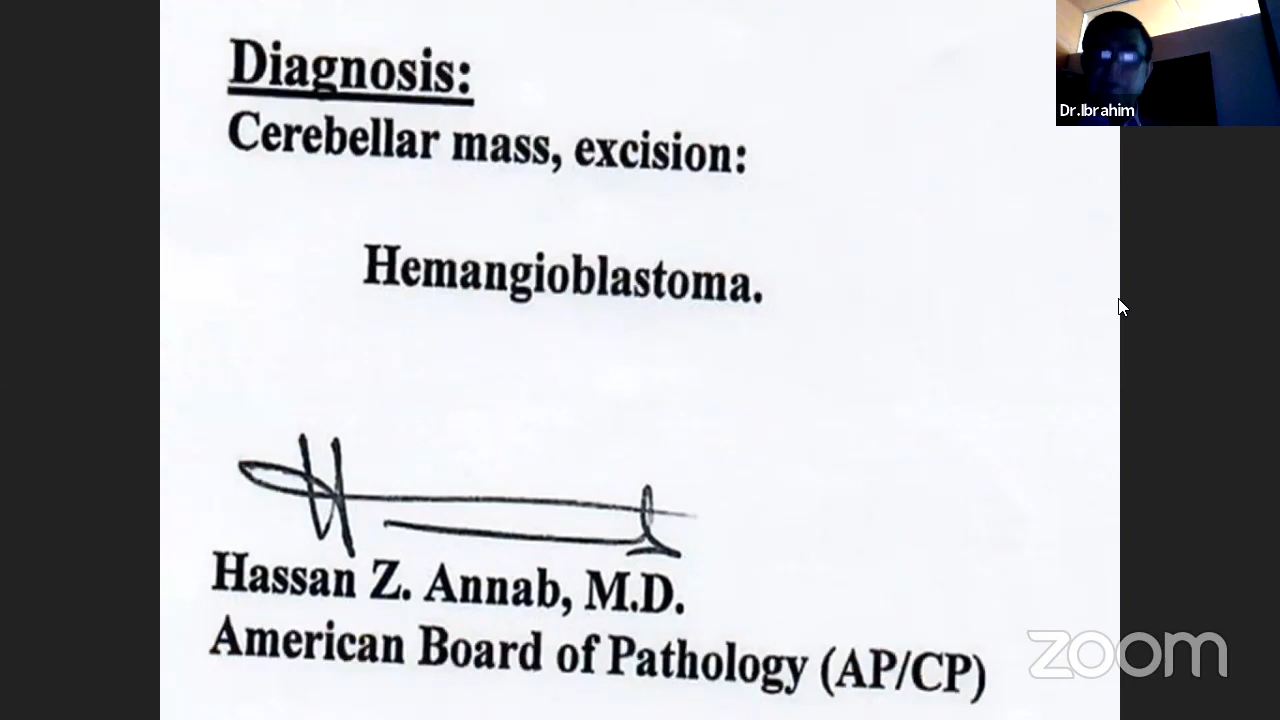 Diagnosis:
Cerebellar mass, excision:
Hemangioblastoma.
Hassan Z. Annab, M.D.
American Board of Pathology (AP/CP)
Dr.Ibrahim
zoom